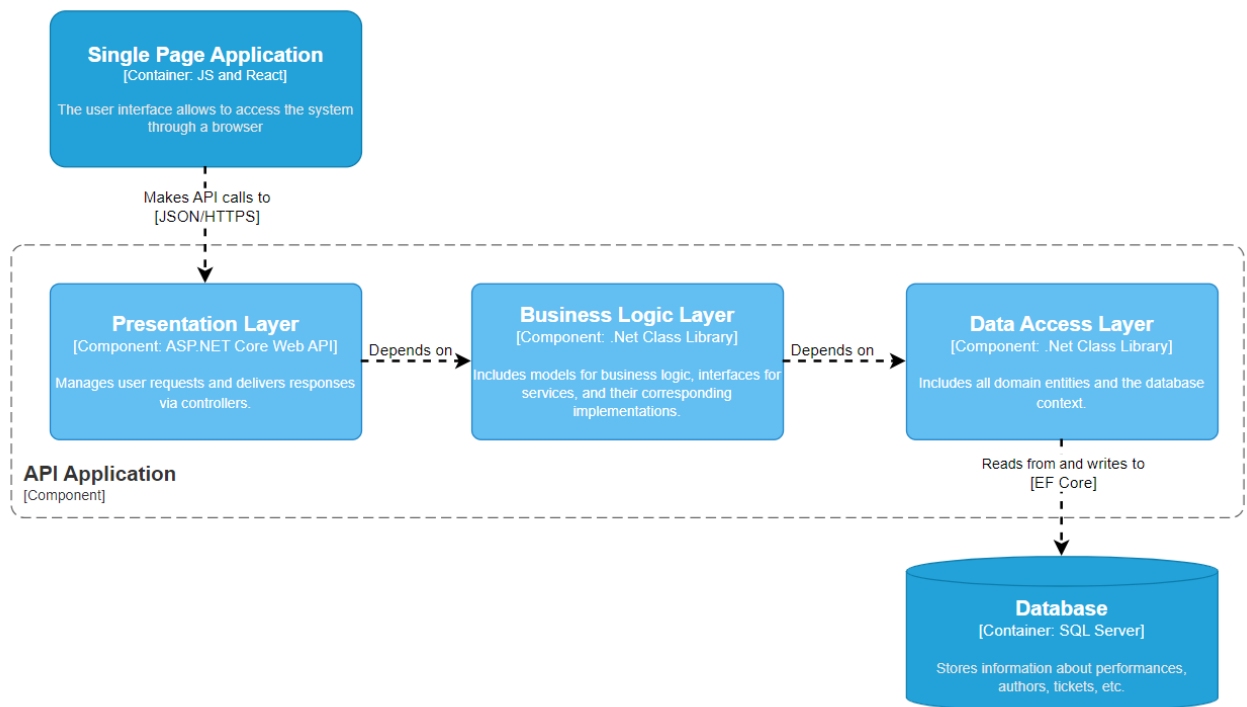 Single Page Application
[Container: JS and React]
The user interface allows to access the system
through a browser
Makes API calls to
[JSON/HTTPS]
Presentation Layer
[Component: ASP.NET Core Web API]
Manages user requests and delivers responses
via controllers.
Depends on
Business Logic Layer
[Component: .Net Class Library]
Includes models for business logic, interfaces for
services, and their corresponding
implementations.
Depends on
Data Access Layer
[Component: .Net Class Library]
Includes all domain entities and the database
context.
API Application
[Component]
Reads from and writes to
[EF Core]
Database
[Container: SQL Server]
Stores information about performances,
authors, tickets, etc.